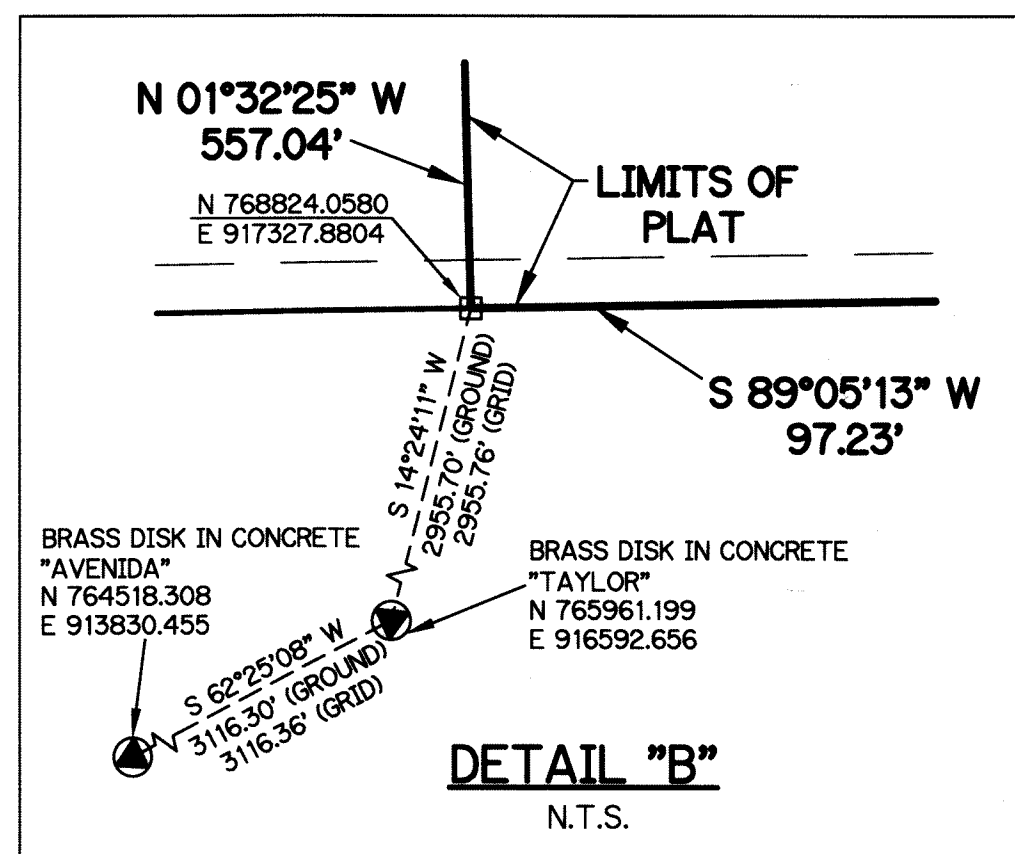 N 01°32'25" W
557.04'
N 768824.0580
E 917327.8804
LIMITS OF
PLAT
S 89°05'13" W
97.23'
S 14°24'11" W
2955.70' (GROUND)
2955.76' (GRID)
BRASS DISK IN CONCRETE
"AVENIDA"
N 764518.308
E 913830.455
BRASS DISK IN CONCRETE
"TAYLOR"
N 765961.199
E 916592.656
S 62°25'08" W
3116.30' (GROUND)
3116.36' (GRID)
DETAIL "B"
N.T.S.